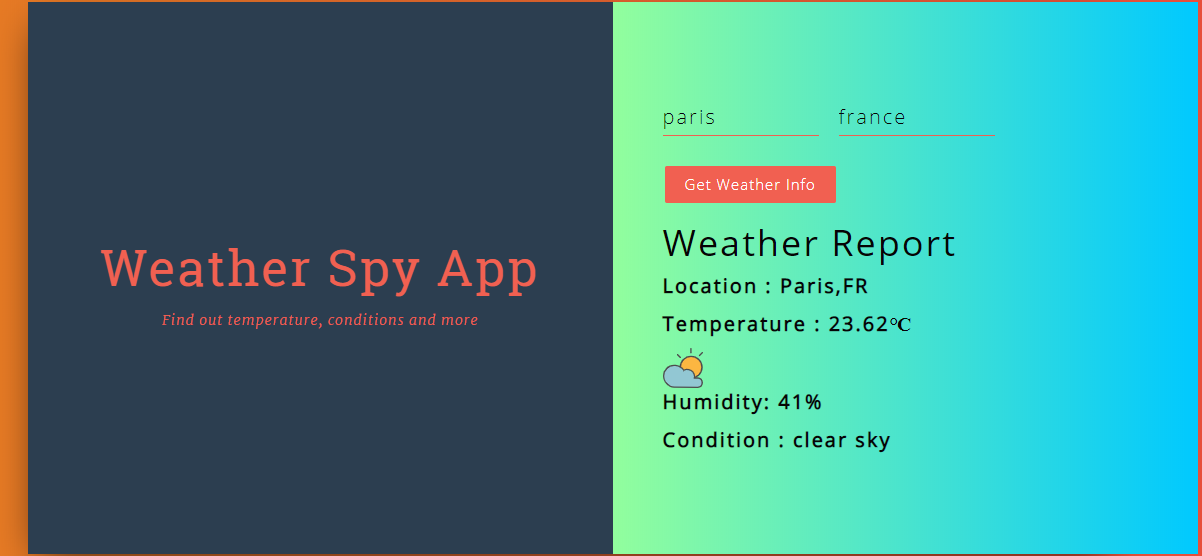 Weather Spy App
Find out temperature, conditions and more
paris
france
Get Weather Info
Weather Report
Location : Paris,FR
Temperature : 23.62℃
Humidity: 41%
Condition : clear sky